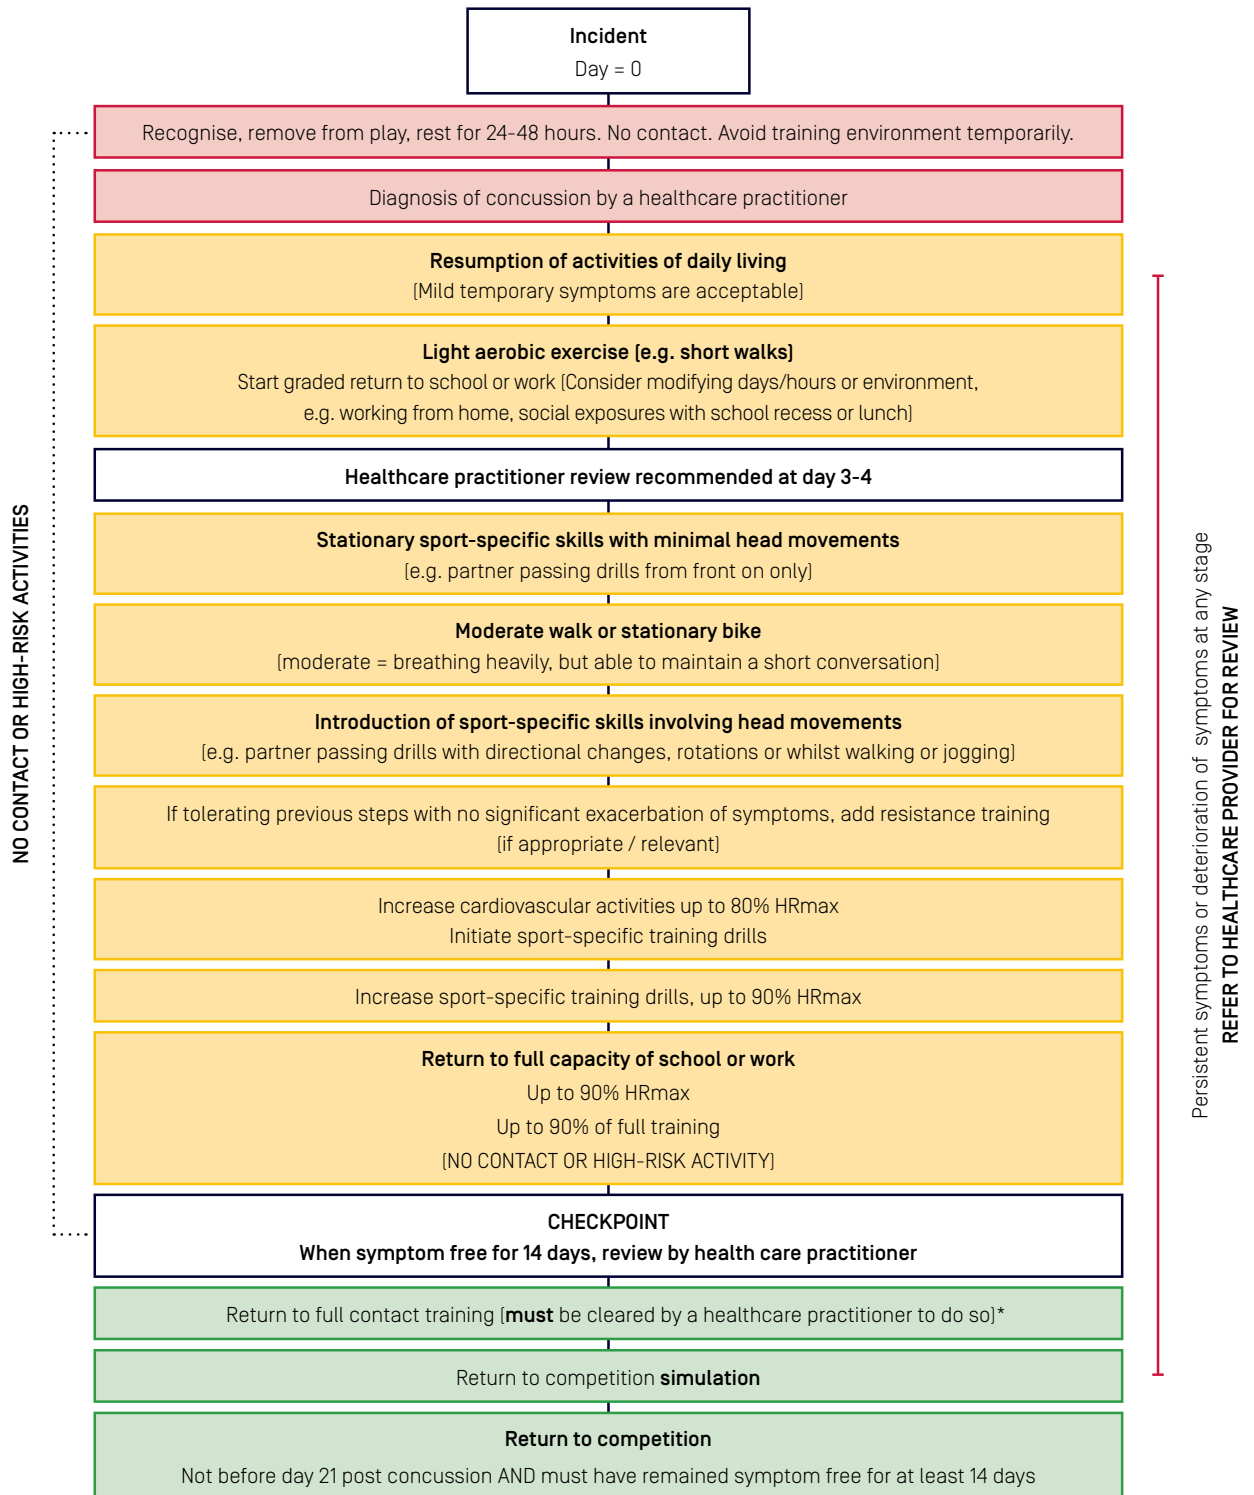 Incident
Day = 0
Recognise, remove from play, rest for 24-48 hours. No contact. Avoid training environment temporarily.
Diagnosis of concussion by a healthcare practitioner
Resumption of activities of daily living
(Mild temporary symptoms are acceptable)
Light aerobic exercise (e.g. short walks)
Start graded return to school or work (Consider modifying days/hours or environment,
e.g. working from home, social exposures with school recess or lunch)
Healthcare practitioner review recommended at day 3-4
Stationary sport-specific skills with minimal head movements
(e.g. partner passing drills from front on only)
Moderate walk or stationary bike
(moderate = breathing heavily, but able to maintain a short conversation)
Introduction of sport-specific skills involving head movements
(e.g. partner passing drills with directional changes, rotations or whilst walking or jogging)
If tolerating previous steps with no significant exacerbation of symptoms, add resistance training
(if appropriate / relevant)
Increase cardiovascular activities up to 80% HRmax
Initiate sport-specific training drills
Increase sport-specific training drills, up to 90% HRmax
Return to full capacity of school or work
Up to 90% HRmax
Up to 90% of full training
(NO CONTACT OR HIGH-RISK ACTIVITY)
CHECKPOINT
When symptom free for 14 days, review by health care practitioner
Return to full contact training (must be cleared by a healthcare practitioner to do so)*
Return to competition simulation
Return to competition
Not before day 21 post concussion AND must have remained symptom free for at least 14 days
NO CONTACT OR HIGH-RISK ACTIVITIES
Persistent symptoms or deterioration of symptoms at any stage
REFER TO HEALTHCARE PROVIDER FOR REVIEW